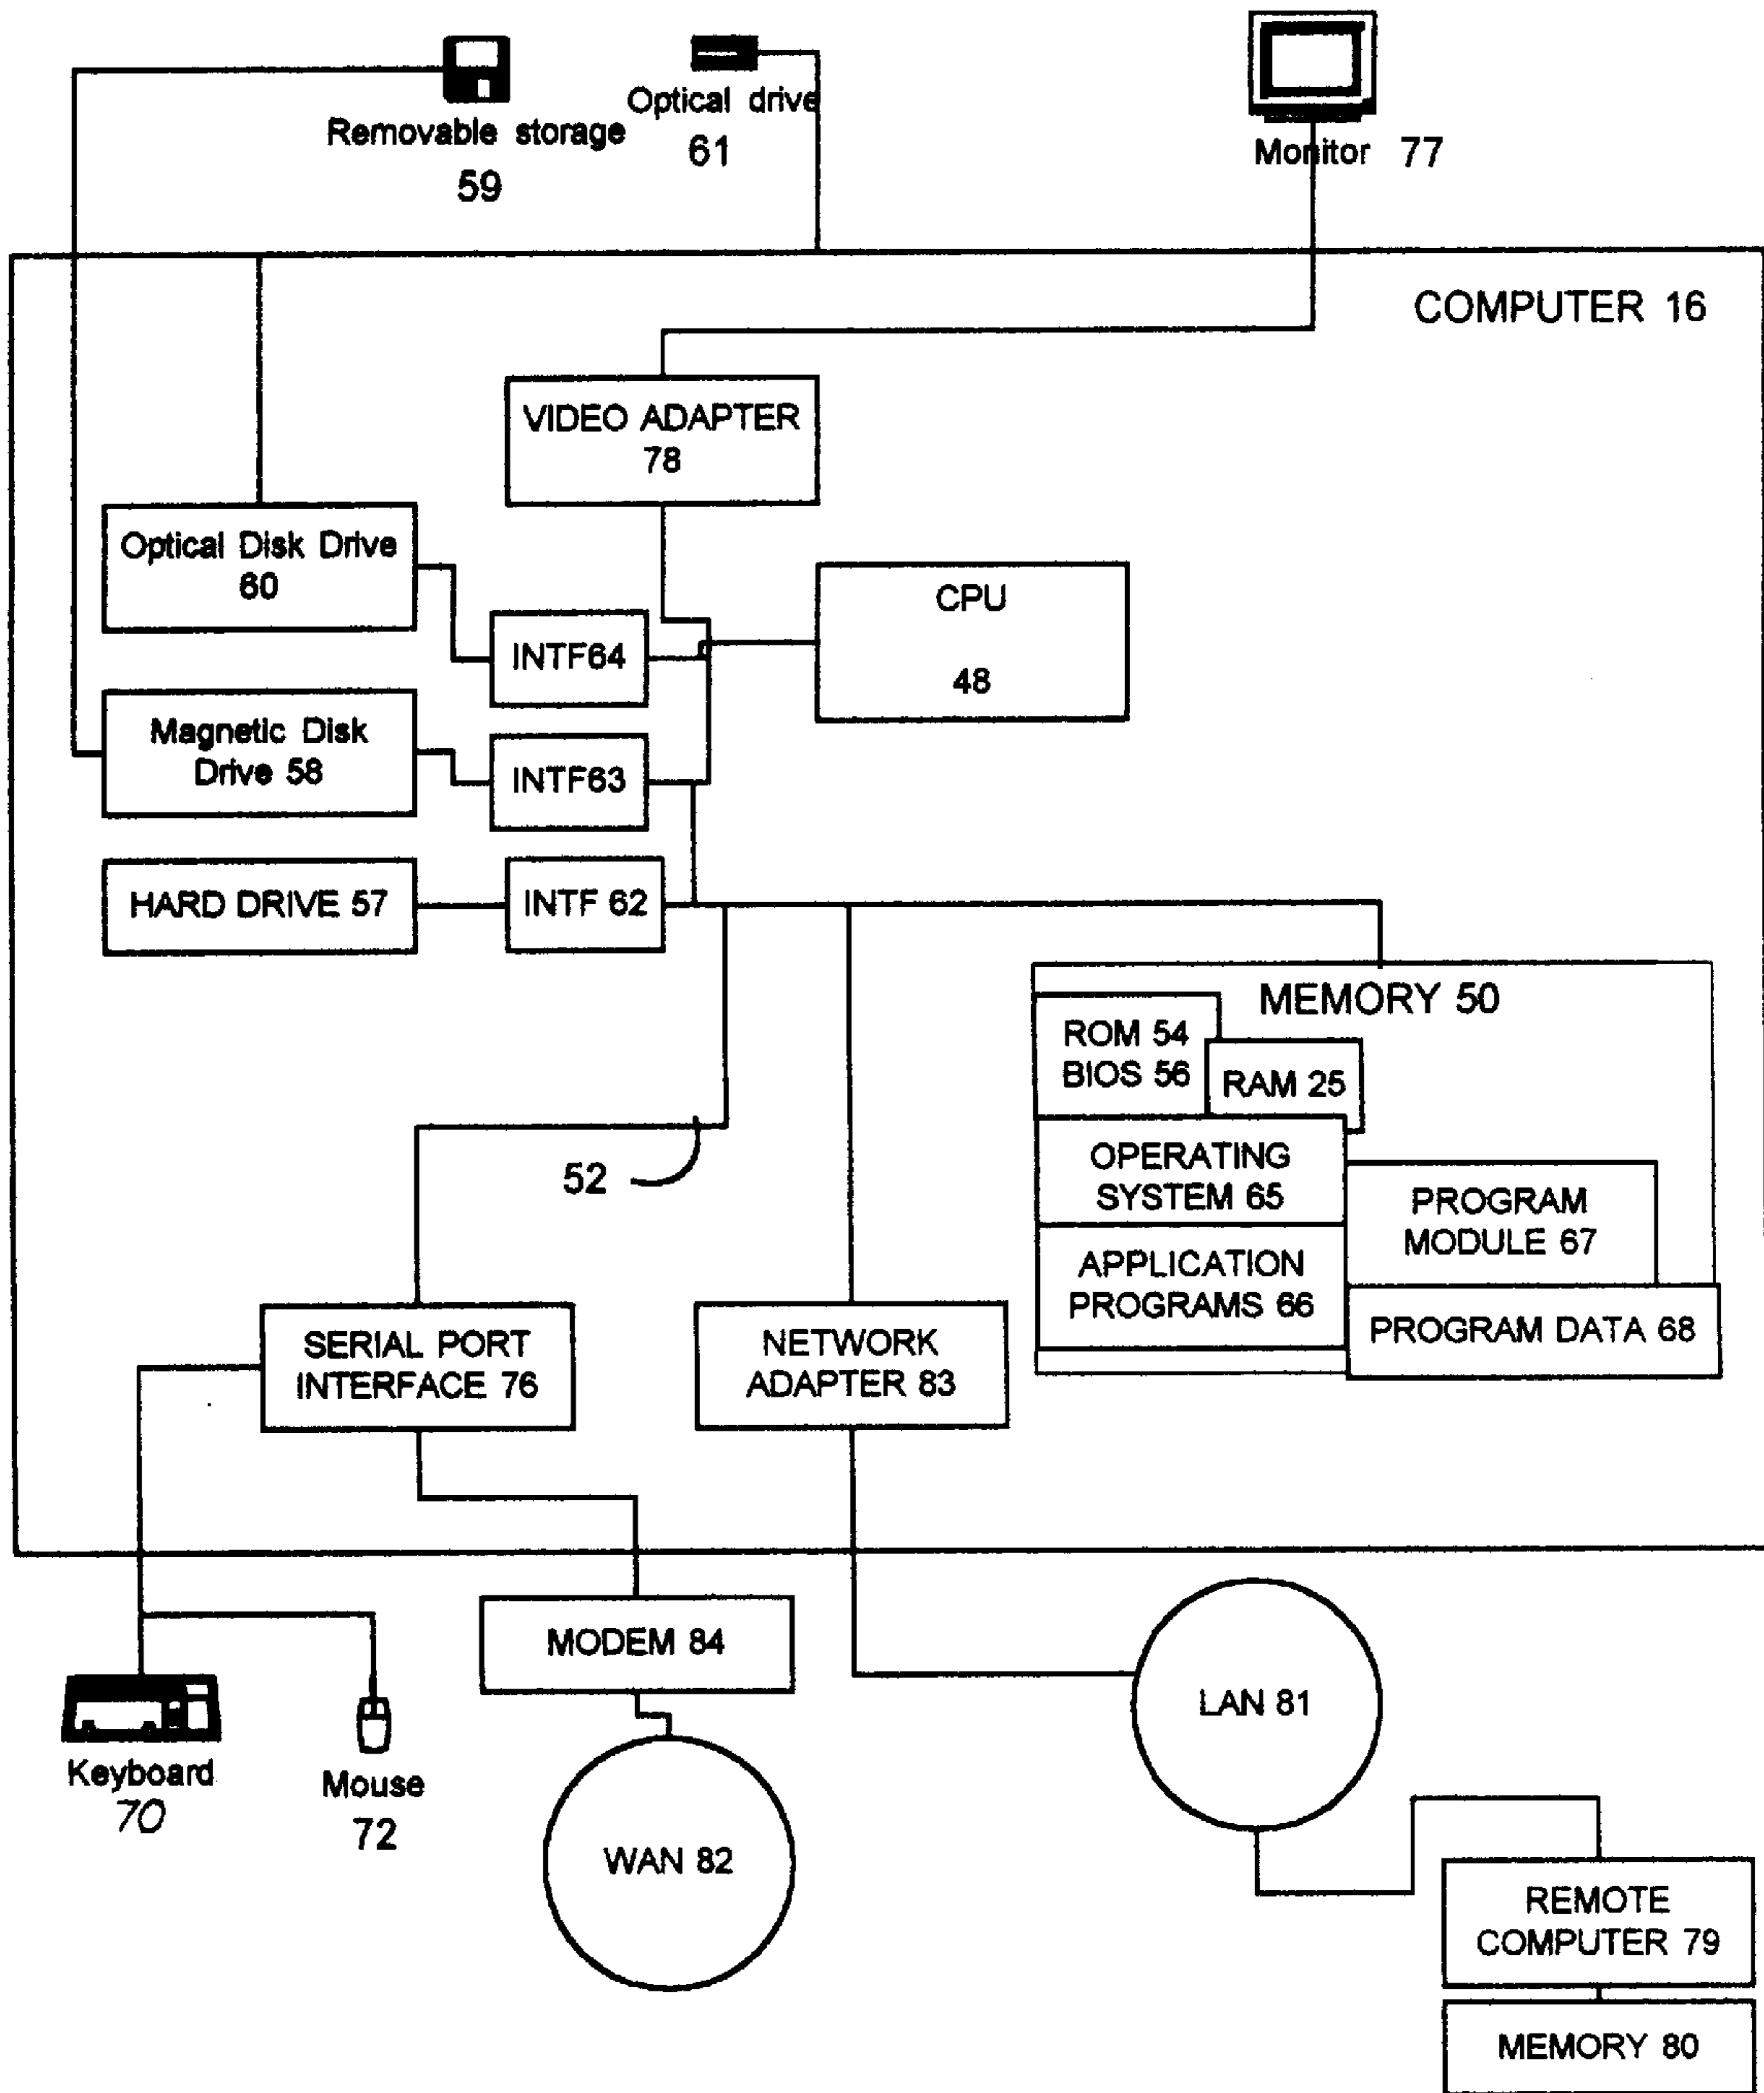 Removable storage
59
Optical drive
61
Monitor 77
COMPUTER 16
VIDEO ADAPTER
78
Optical Disk Drive
60
INTF64
CPU
48
Magnetic Disk
Drive 58
INTF63
HARD DRIVE 57
INTF 62
MEMORY 50
ROM 54
BIOS 56
RAM 25
OPERATING
SYSTEM 65
PROGRAM
MODULE 67
APPLICATION
PROGRAMS 66
PROGRAM DATA 68
52
SERIAL PORT
INTERFACE 76
NETWORK
ADAPTER 83
MODEM 84
LAN 81
Keyboard
70
Mouse
72
WAN 82
REMOTE
COMPUTER 79
MEMORY 80